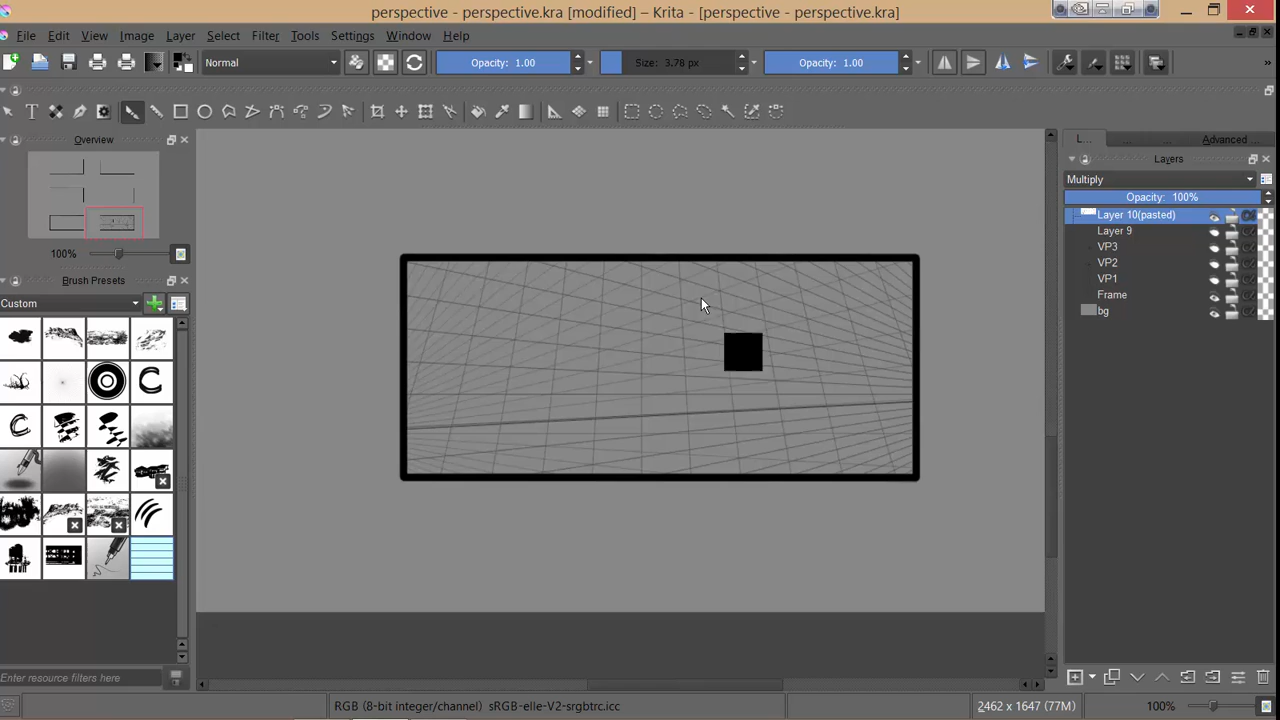 perspective - perspective.kra [modified] – Krita - [perspective - perspective.kra]
File Edit View Image Layer Select Filter Tools Settings Window Help
Normal Opacity: 1.00 Size: 3.78 px Opacity: 1.00 »
Overview
L... ... ... Advanced ...
Layers
Multiply
Opacity: 100%
Layer 10(pasted)
Layer 9
VP3
VP2
VP1
Frame
bg
100%
Brush Presets
Custom
Enter resource filters here
RGB (8-bit integer/channel) sRGB-elle-V2-srgbtrc.icc 2462 x 1647 (77M) 100%